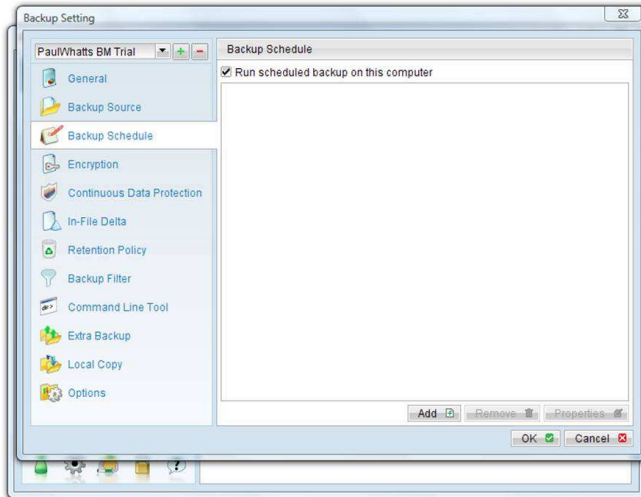 Backup Setting
PaulWhatts BM Trial
General
Backup Source
Backup Schedule
Encryption
Continuous Data Protection
In-File Delta
Retention Policy
Backup Filter
Command Line Tool
Extra Backup
Local Copy
Options
Backup Schedule
Run scheduled backup on this computer
Add
Remove
Properties
OK
Cancel